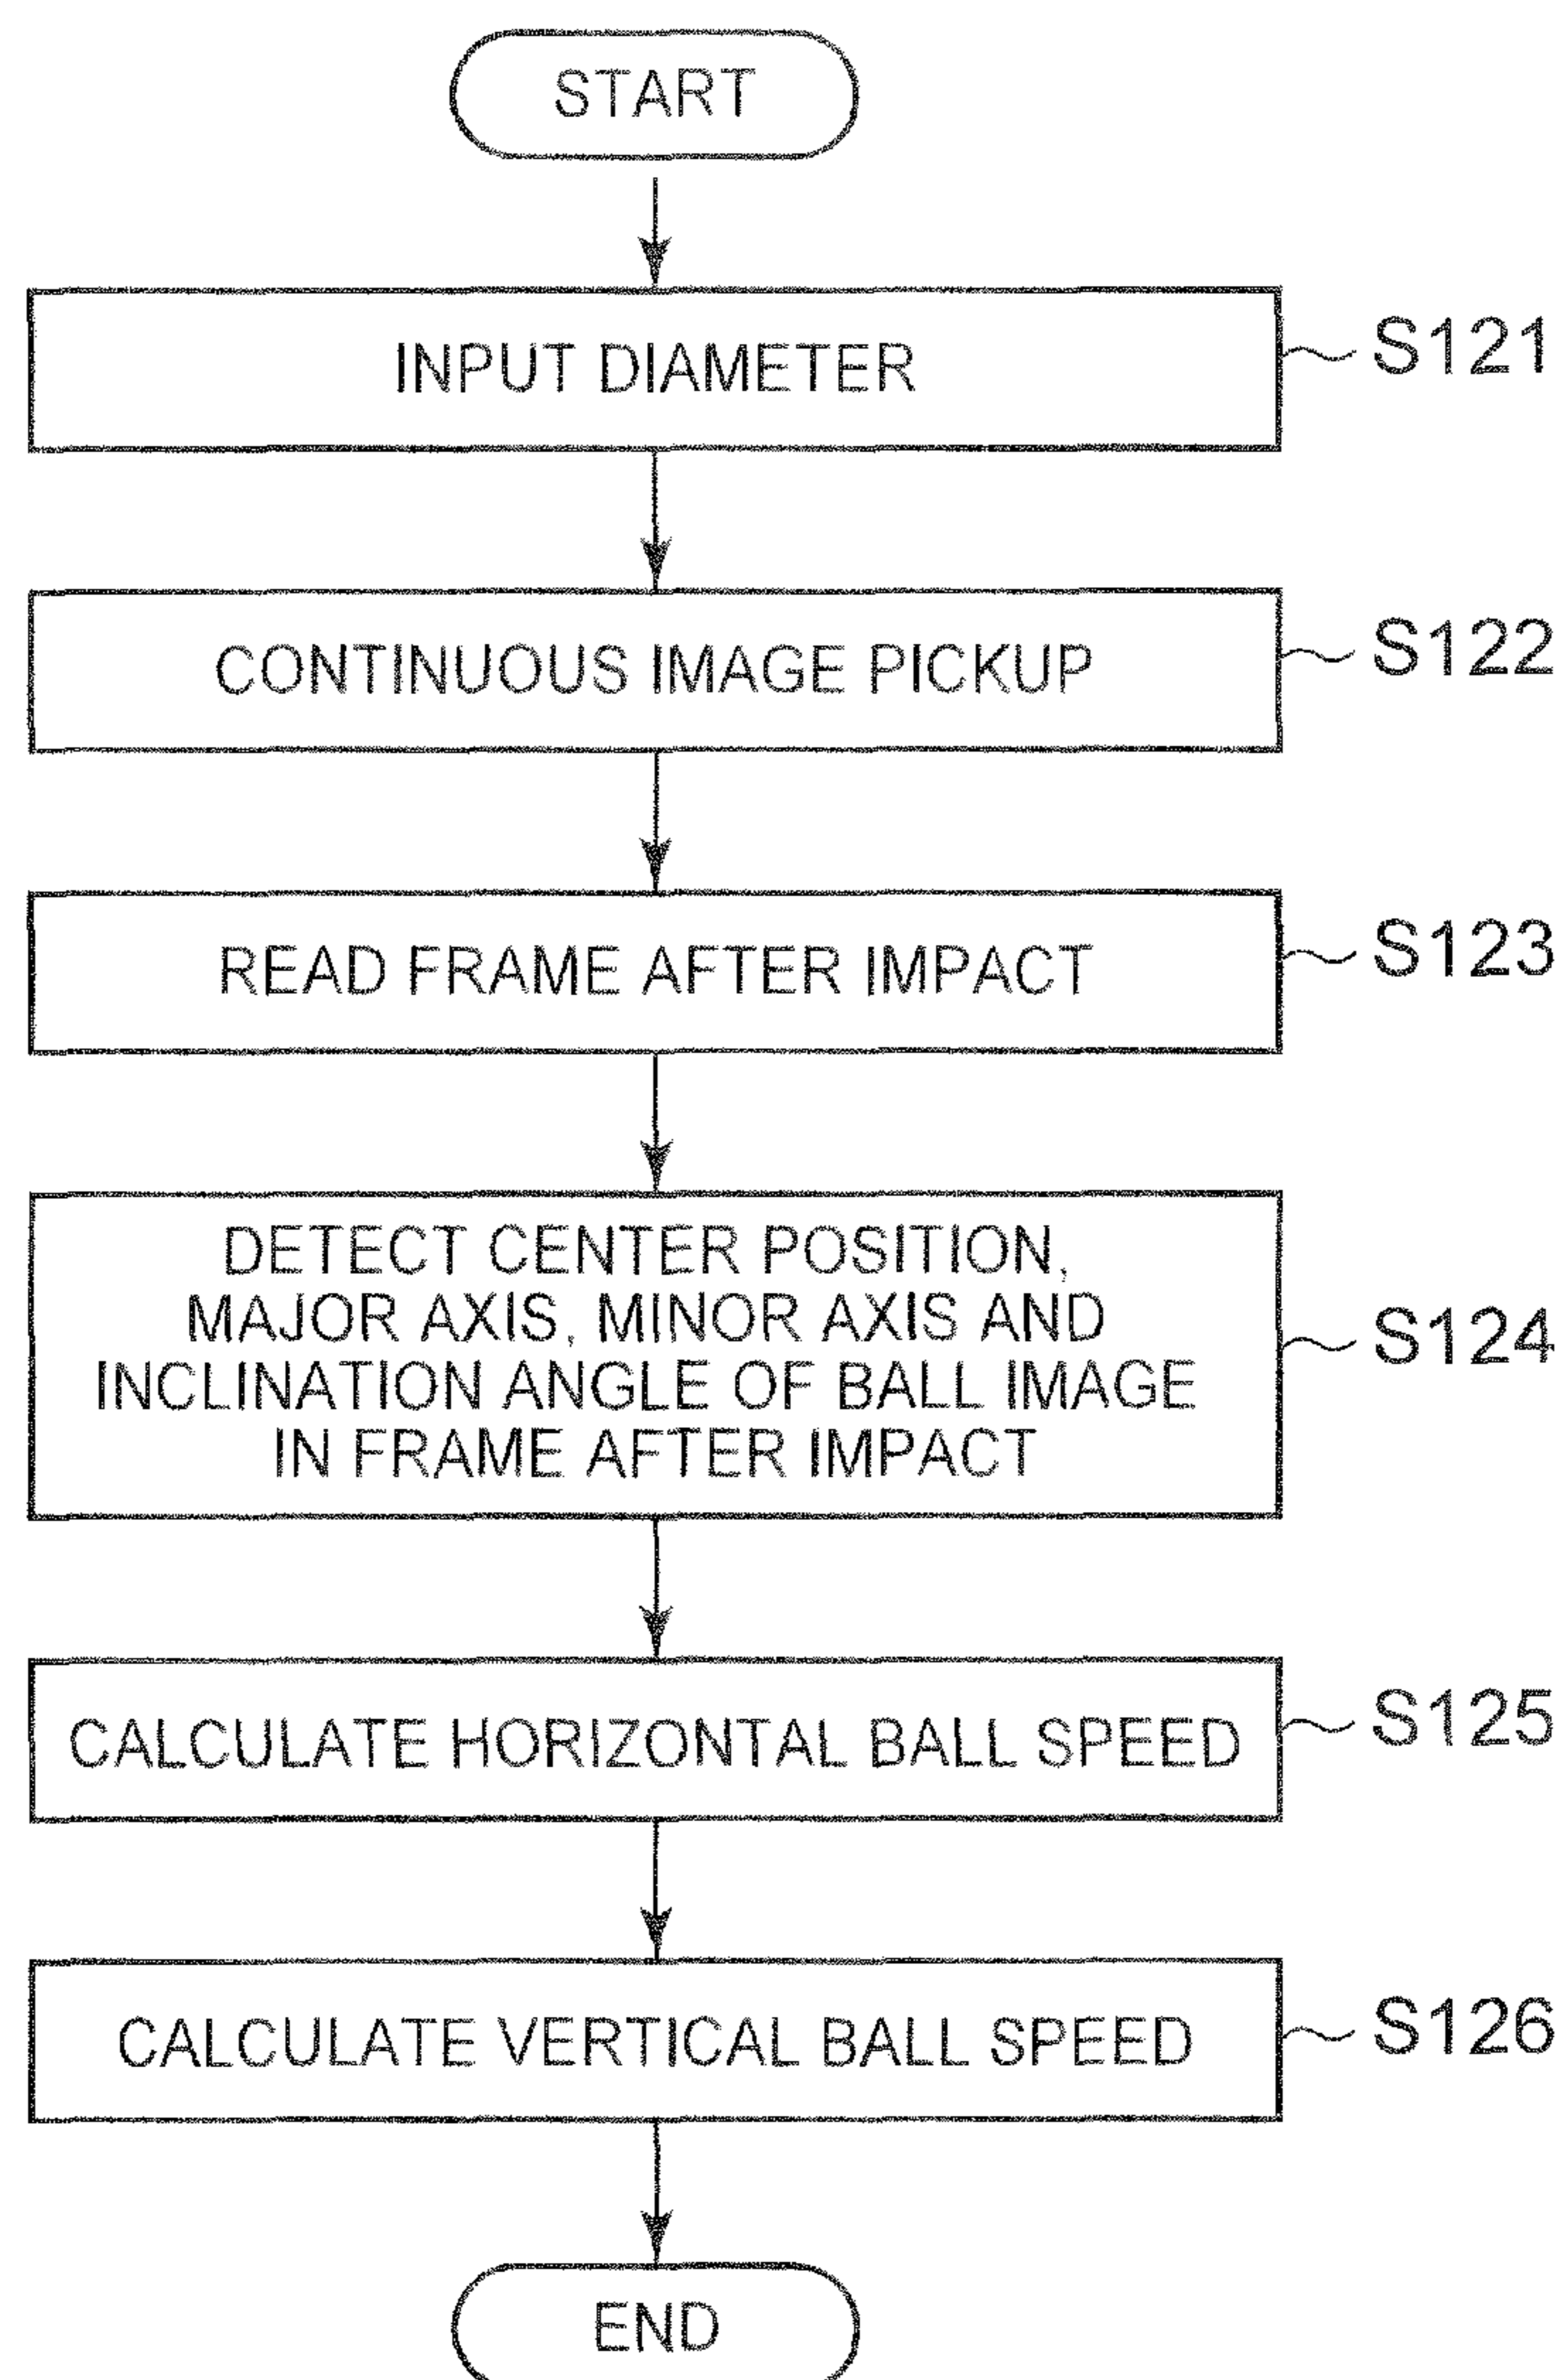 START
INPUT DIAMETER
S121
CONTINUOUS IMAGE PICKUP
S122
READ FRAME AFTER IMPACT
S123
DETECT CENTER POSITION,
MAJOR AXIS, MINOR AXIS AND
INCLINATION ANGLE OF BALL IMAGE
IN FRAME AFTER IMPACT
S124
CALCULATE HORIZONTAL BALL SPEED
S125
CALCULATE VERTICAL BALL SPEED
S126
END